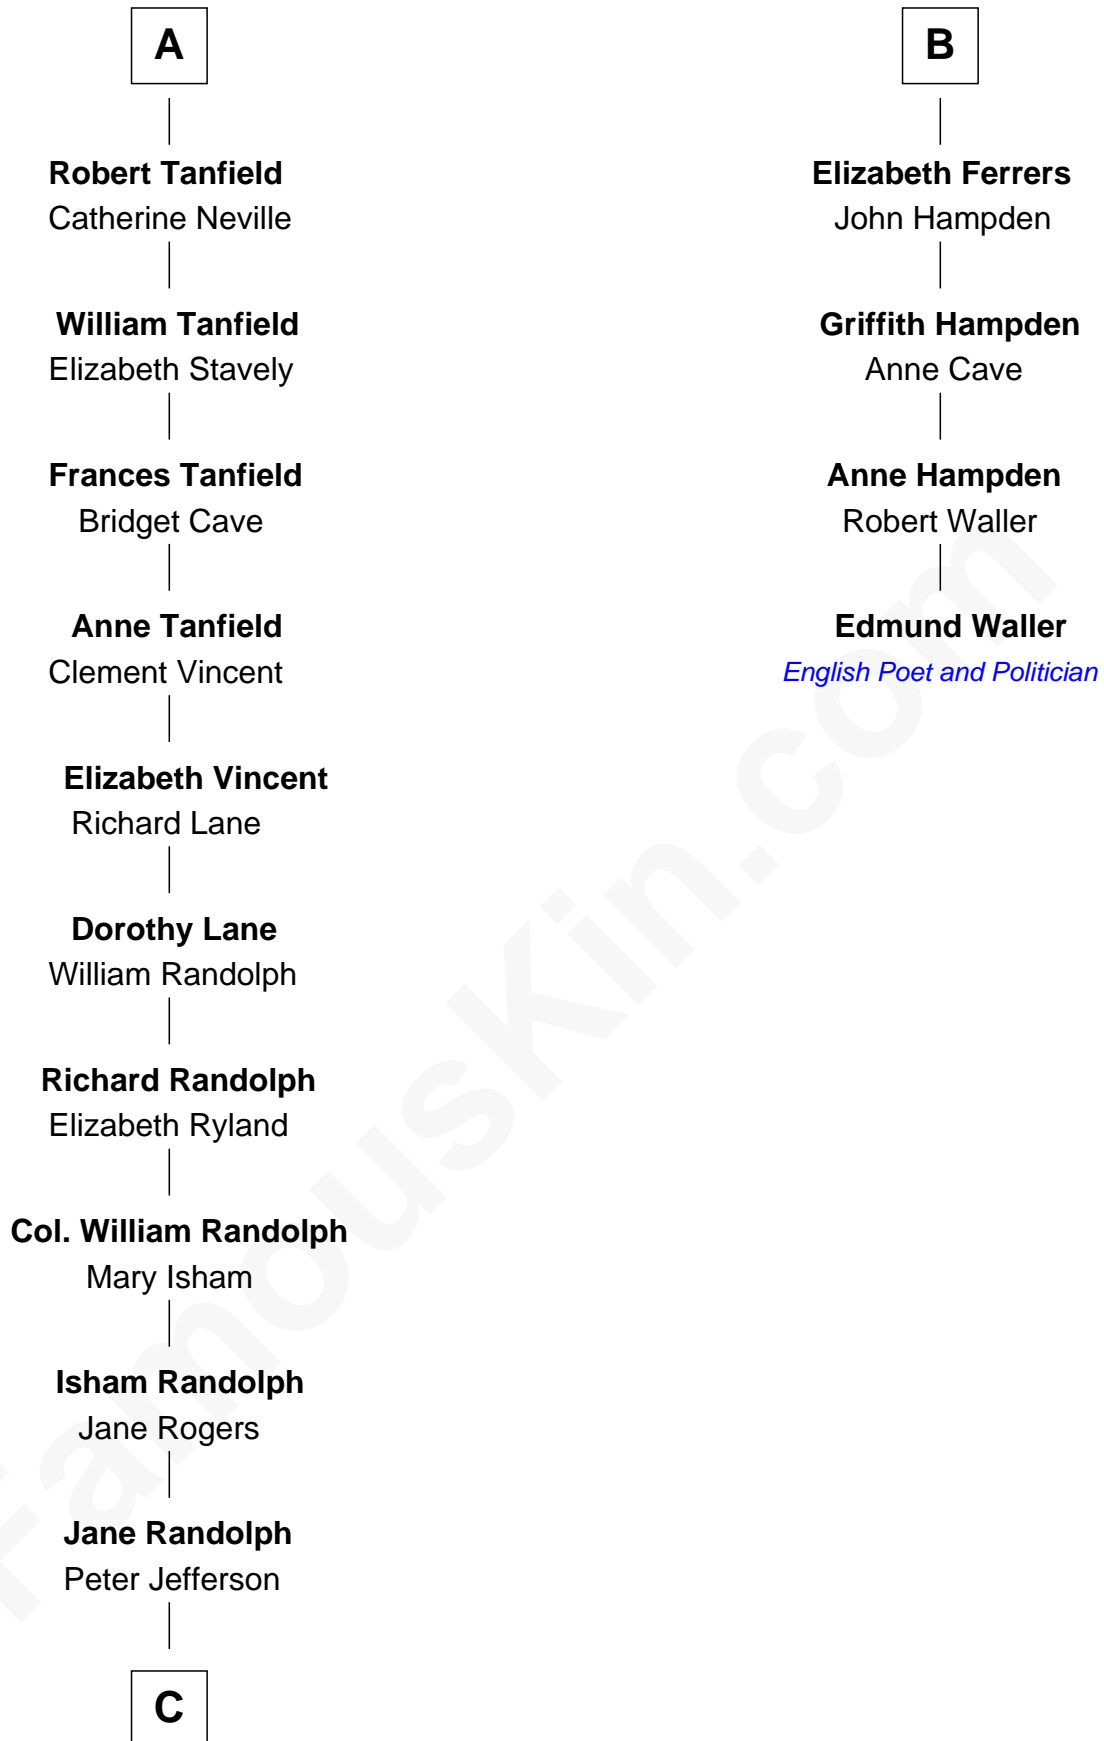 A
Robert Tanfield
Catherine Neville
William Tanfield
Elizabeth Stavely
Frances Tanfield
Bridget Cave
Anne Tanfield
Clement Vincent
Elizabeth Vincent
Richard Lane
Dorothy Lane
William Randolph
Richard Randolph
Elizabeth Ryland
Col. William Randolph
Mary Isham
Isham Randolph
Jane Rogers
Jane Randolph
Peter Jefferson
C
B
Elizabeth Ferrers
John Hampden
Griffith Hampden
Anne Cave
Anne Hampden
Robert Waller
Edmund Waller
English Poet and Politician
FamousKin.com